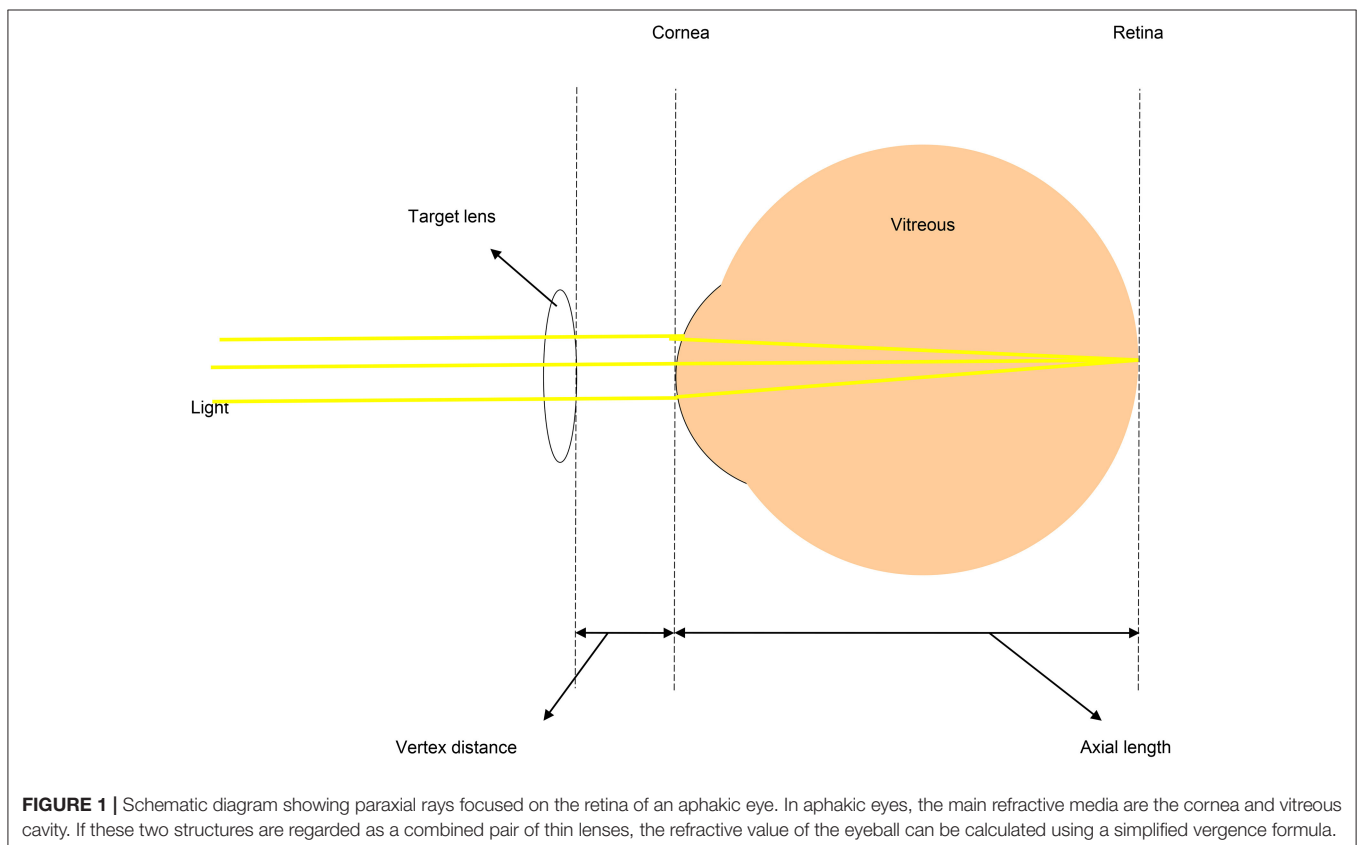 Cornea
Retina
Target lens
Vitreous
Light
Vertex distance
Axial length
FIGURE 1 | Schematic diagram showing paraxial rays focused on the retina of an aphakic eye. In aphakic eyes, the main refractive media are the cornea and vitreous
cavity. If these two structures are regarded as a combined pair of thin lenses, the refractive value of the eyeball can be calculated using a simplified vergence formula.